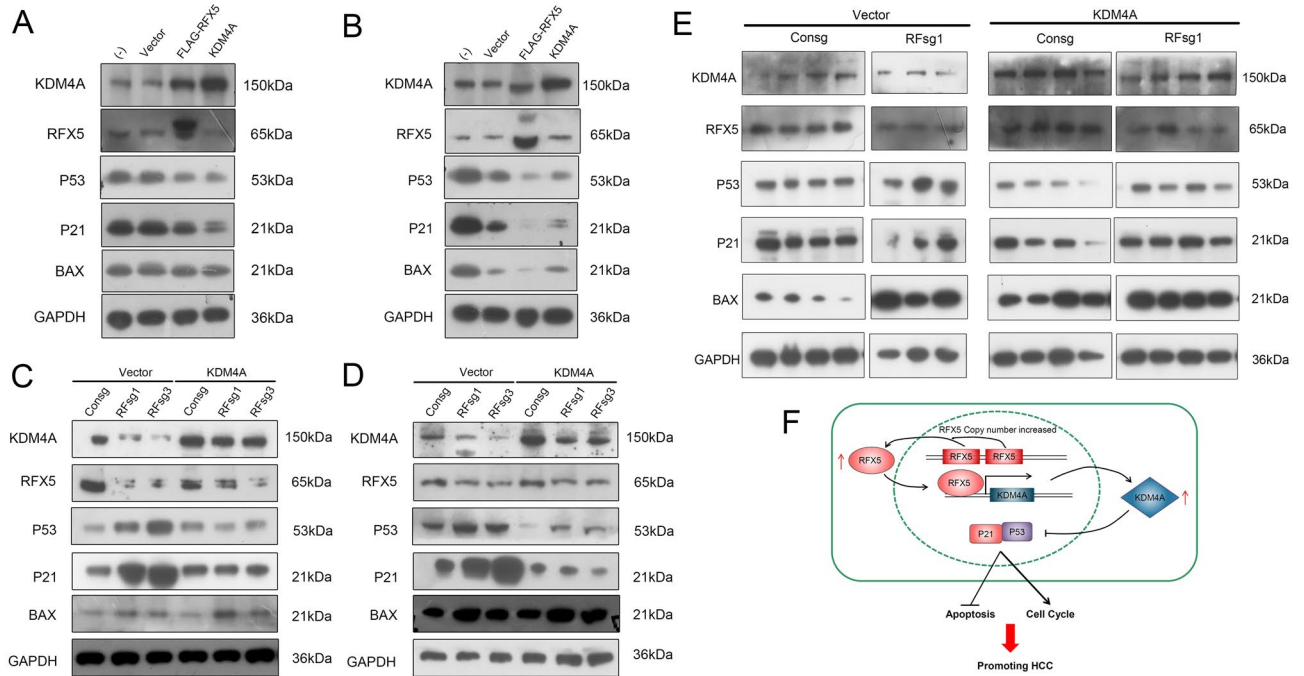 A
(-) Vector FLAG-RFX5 KDM4A
KDM4A 150kDa
RFX5 65kDa
P53 53kDa
P21 21kDa
BAX 21kDa
GAPDH 36kDa
B
(-) Vector FLAG-RFX5 KDM4A
KDM4A 150kDa
RFX5 65kDa
P53 53kDa
P21 21kDa
BAX 21kDa
GAPDH 36kDa
C
Vector KDM4A
Consg RFsg1 RFsg3 Consg RFsg1 RFsg3
KDM4A 150kDa
RFX5 65kDa
P53 53kDa
P21 21kDa
BAX 21kDa
GAPDH 36kDa
D
Vector KDM4A
Consg RFsg1 RFsg3 Consg RFsg1 RFsg3
KDM4A 150kDa
RFX5 65kDa
P53 53kDa
P21 21kDa
BAX 21kDa
GAPDH 36kDa
E
Vector KDM4A
Consg RFsg1 Consg RFsg1
KDM4A 150kDa
RFX5 65kDa
P53 53kDa
P21 21kDa
BAX 21kDa
GAPDH 36kDa
F
RFX5 Copy number increased
RFX5 RFX5 RFX5
RFX5
KDM4A KDM4A
P21 P53
Apoptosis Cell Cycle
Promoting HCC